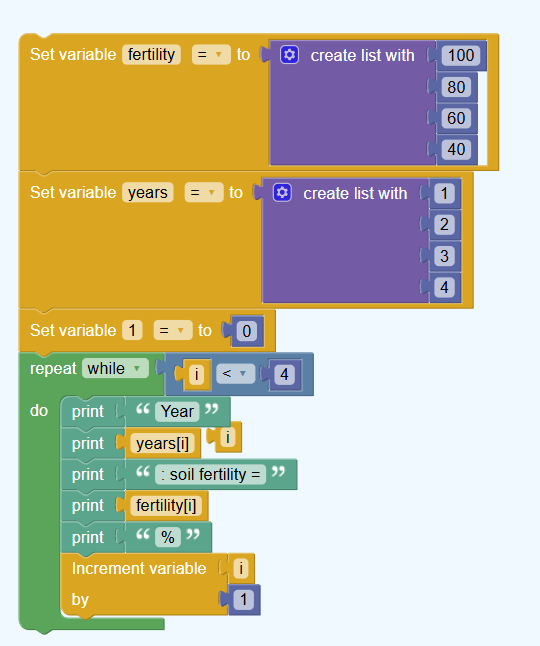 Set variable fertility = to create list with 100
80
60
40
Set variable years = to create list with 1
2
3
4
Set variable 1 = to 0
repeat while i < 4
do print “ Year ”
print years[i] i
print “ : soil fertility = ”
print fertility[i]
print “ % ”
Increment variable i
by 1